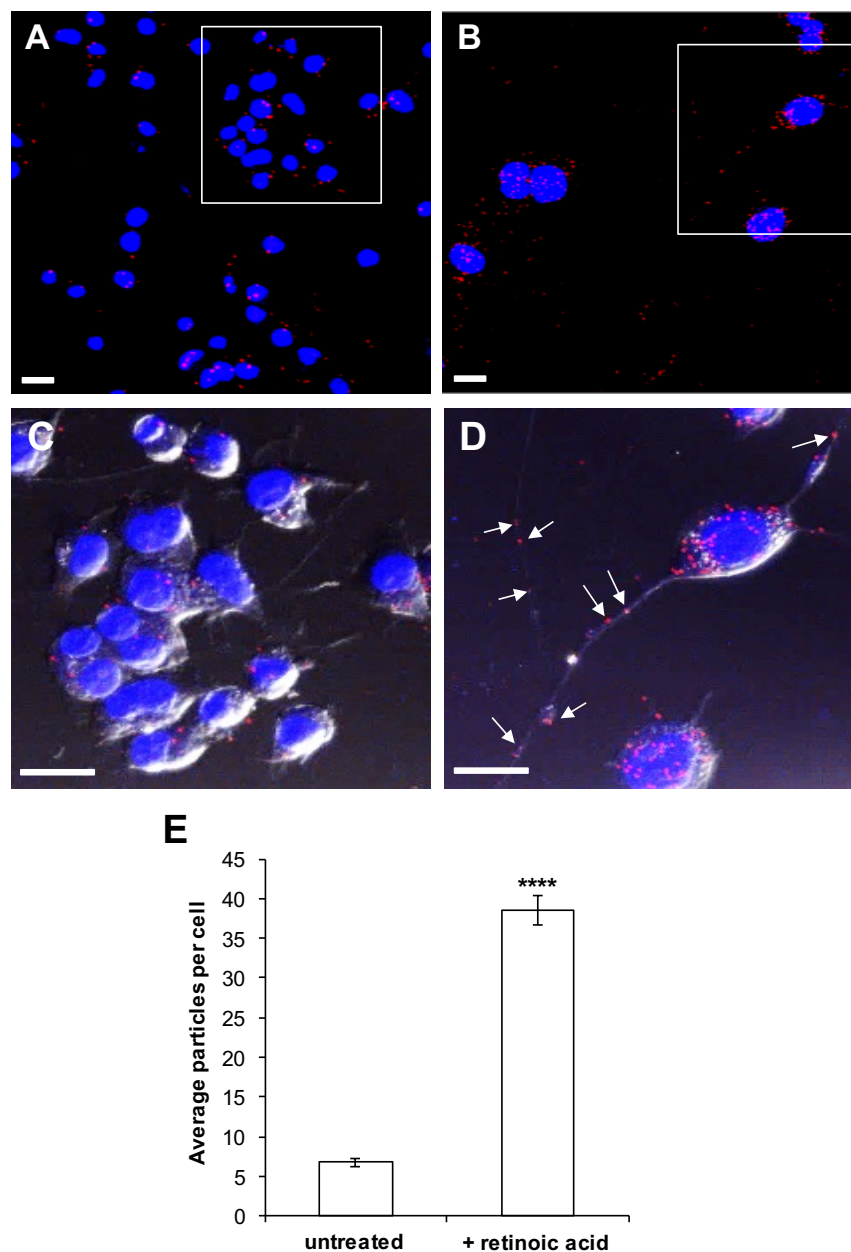 A
B
C
D
E
45
40
35
30
25
20
15
10
5
0
Average particles per cell
****
untreated
+ retinoic acid